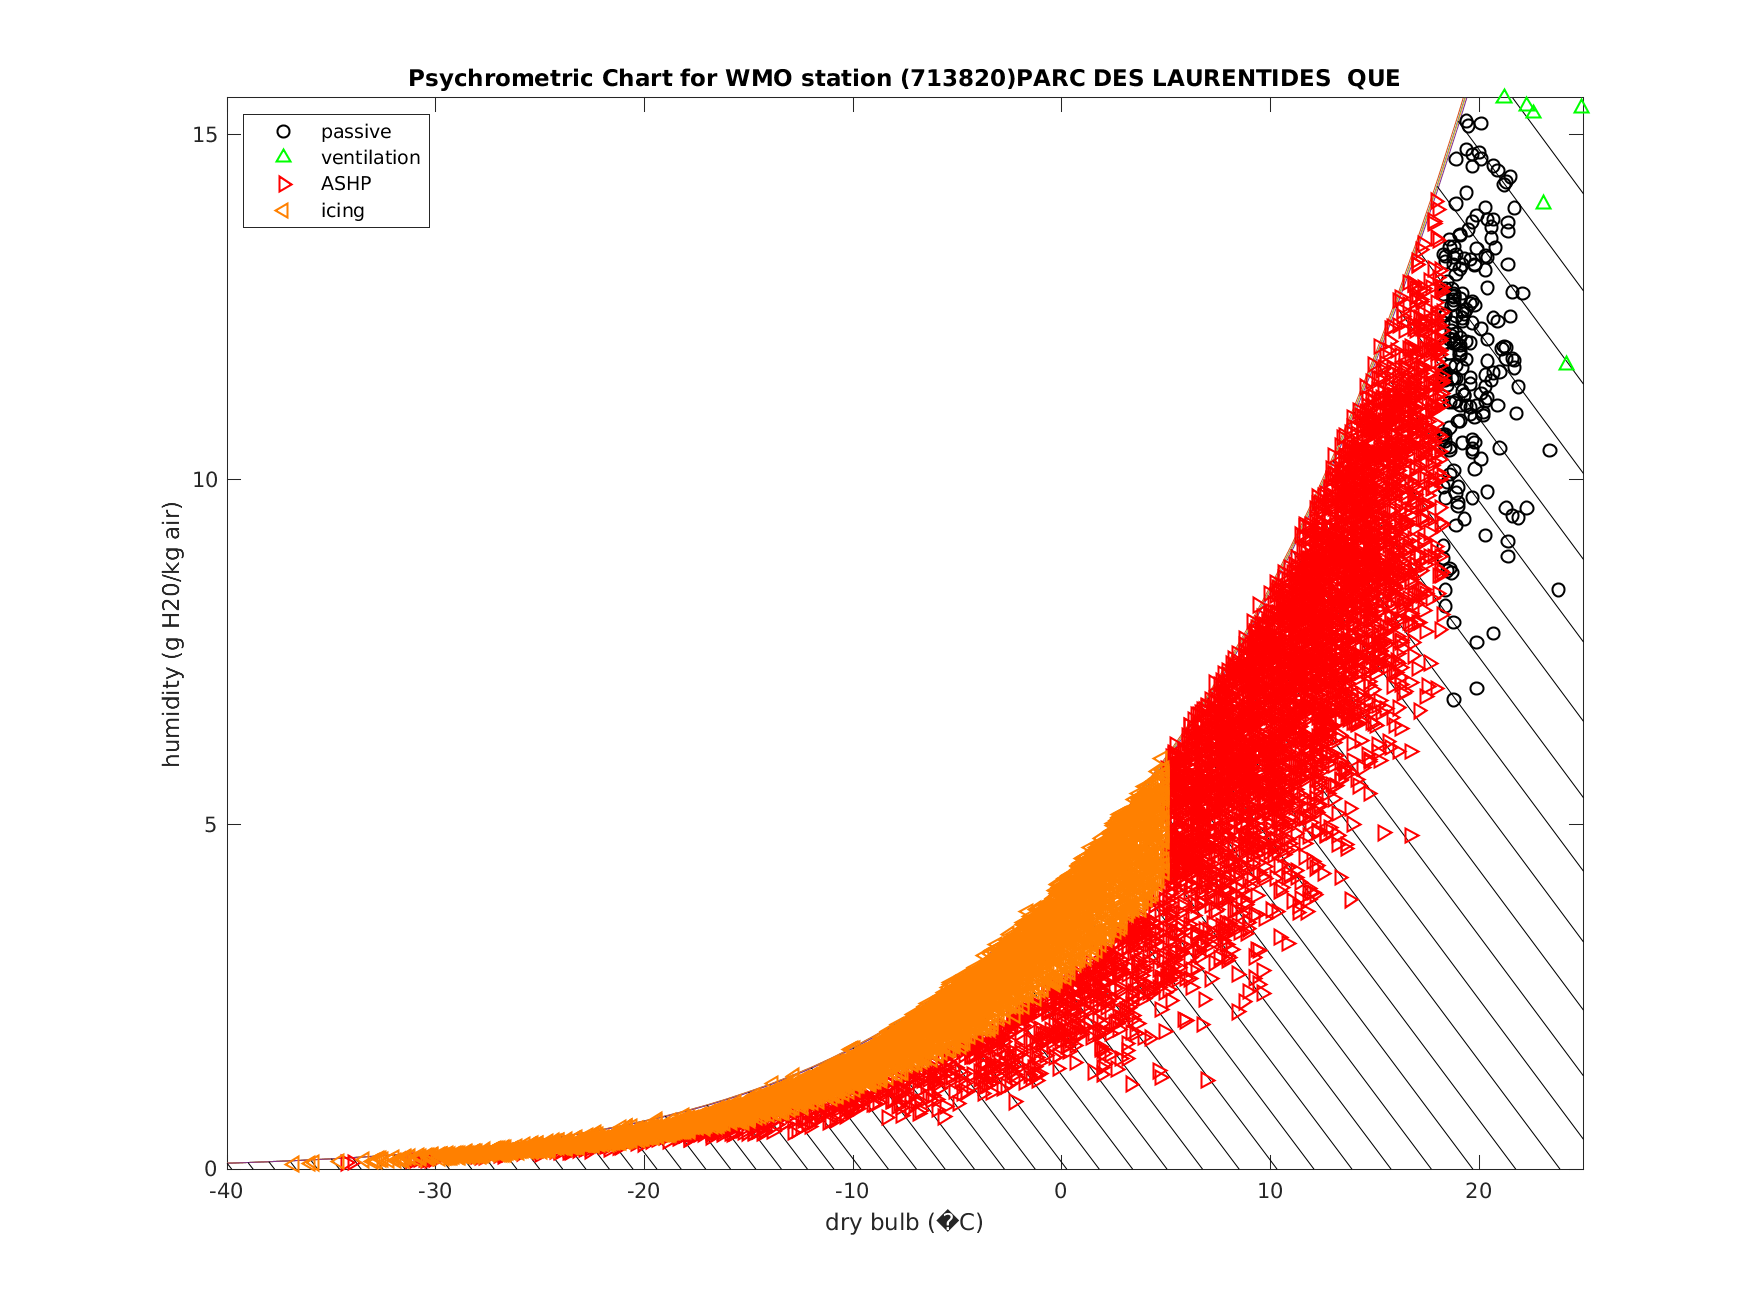 Psychrometric Chart for WMO station (713820)PARC DES LAURENTIDES  QUE
passive
ventilation
ASHP
icing
15
10
5
0
humidity (g H20/kg air)
-40 -30 -20 -10 0 10 20
dry bulb (�C)